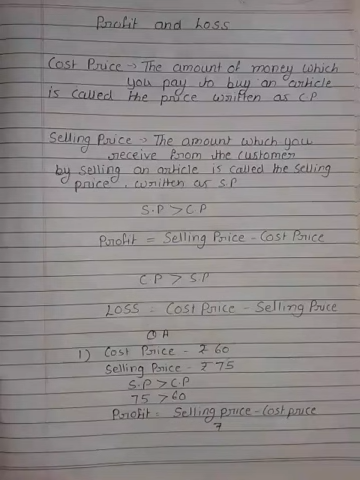 Profit and Loss
Cost Price → The amount of money which
you pay to buy an article
is called the price written as CP
Selling Price → The amount which you
receive from the customer
by selling an article is called the selling
price. written as S.P
S.P > C P
Profit = Selling Price - Cost Price
C P > S.P
LOSS = Cost Price - Selling Price
Q A
1) Cost Price - ₹ 60
Selling Price - ₹ 75
S.P > C.P
75 > 60
Profit = Selling price - Cost price